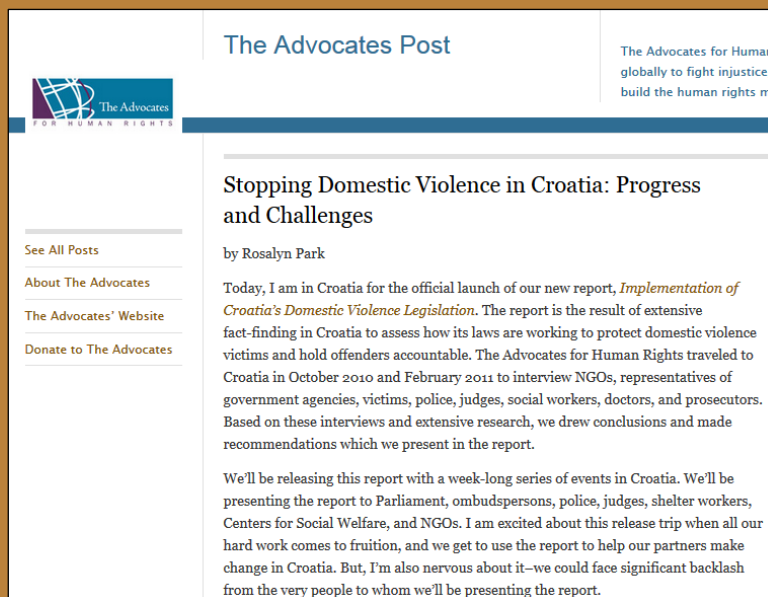 The Advocates Post
The Advocates for Human
globally to fight injustice
build the human rights
The Advocates
FOR HUMAN RIGHTS
See All Posts
About The Advocates
The Advocates’ Website
Donate to The Advocates
Stopping Domestic Violence in Croatia: Progress
and Challenges
by Rosalyn Park
Today, I am in Croatia for the official launch of our new report, Implementation of
Croatia’s Domestic Violence Legislation. The report is the result of extensive
fact-finding in Croatia to assess how its laws are working to protect domestic violence
victims and hold offenders accountable. The Advocates for Human Rights traveled to
Croatia in October 2010 and February 2011 to interview NGOs, representatives of
government agencies, victims, police, judges, social workers, doctors, and prosecutors.
Based on these interviews and extensive research, we drew conclusions and made
recommendations which we present in the report.
We’ll be releasing this report with a week-long series of events in Croatia. We’ll be
presenting the report to Parliament, ombudspersons, police, judges, shelter workers,
Centers for Social Welfare, and NGOs. I am excited about this release trip when all our
hard work comes to fruition, and we get to use the report to help our partners make
change in Croatia. But, I’m also nervous about it–we could face significant backlash
from the very people to whom we’ll be presenting the report.